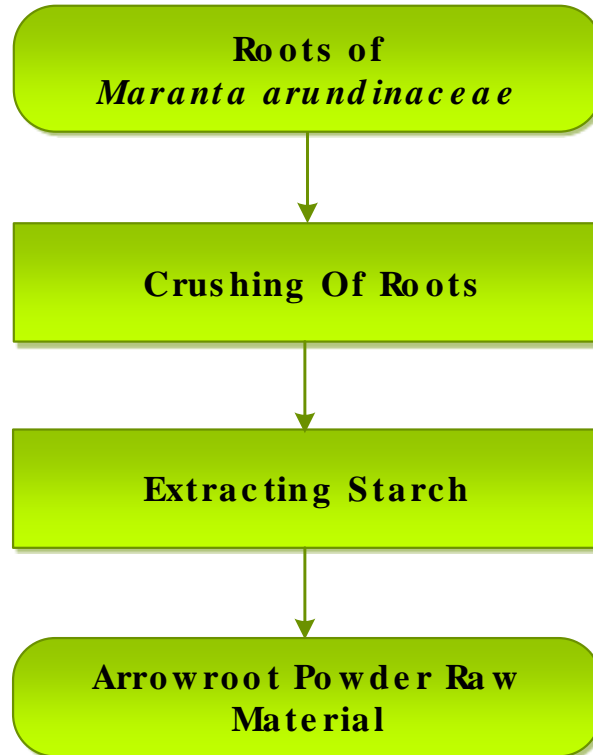 Roots of
Maranta arundinaceae
Crushing Of Roots
Extracting Starch
Arrowroot Powder Raw
Material